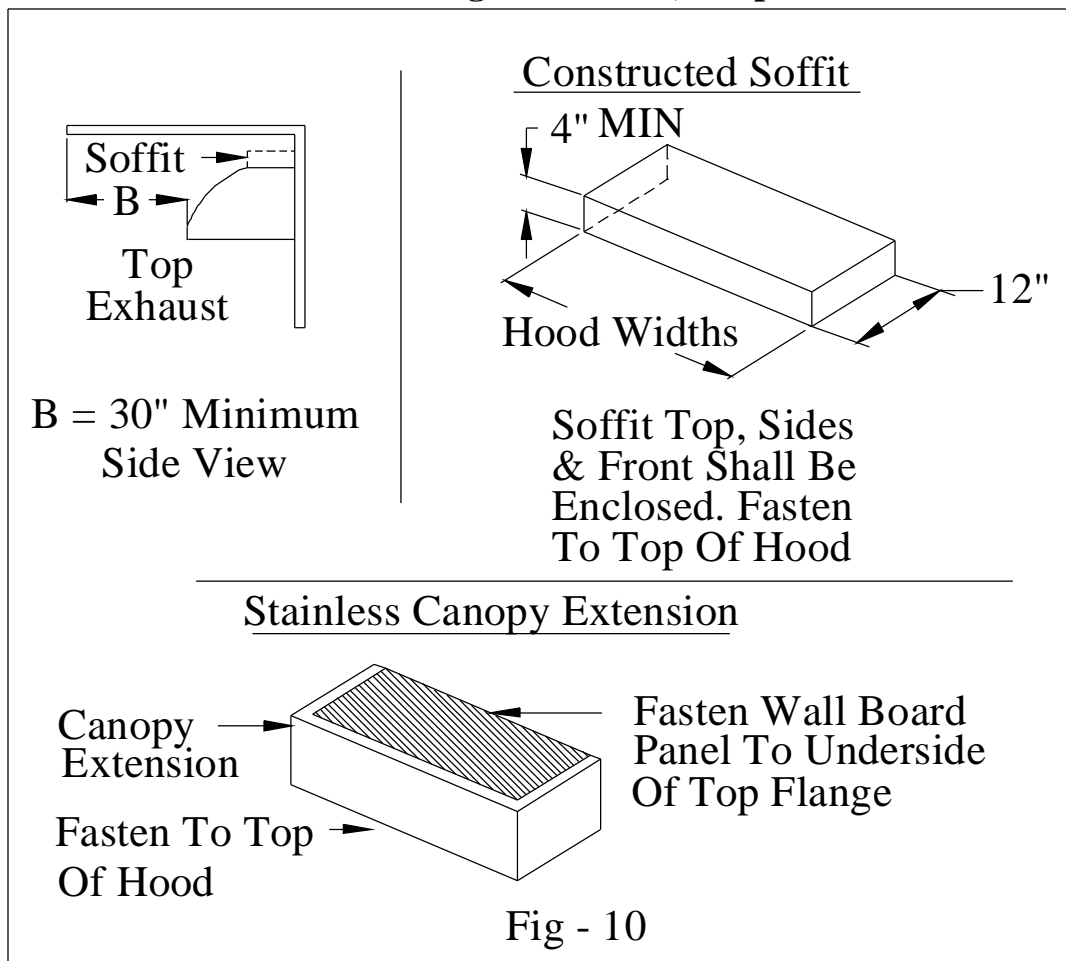 Soffit
B
Top
Exhaust
B = 30" Minimum
Side View
Constructed Soffit
4" MIN
12"
Hood Widths
Soffit Top, Sides
& Front Shall Be
Enclosed. Fasten
To Top Of Hood
Stainless Canopy Extension
Canopy
Extension
Fasten To Top
Of Hood
Fasten Wall Board
Panel To Underside
Of Top Flange
Fig - 10